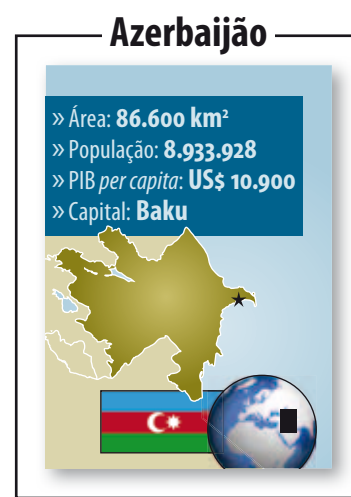 Azerbaijão
» Área: 86.600 km²
» População: 8.933.928
» PIB per capita: US$ 10.900
» Capital: Baku